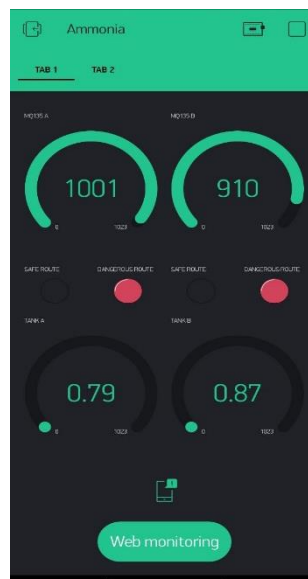 Ammonia
TAB 1 TAB 2
MQ135 A MQ135 B
1001 910
0 1023 0 1023
SAFE ROUTE DANGEROUS ROUTE SAFE ROUTE DANGEROUS ROUTE
TANK A TANK B
0.79 0.87
0 1023 0 1023
Web monitoring